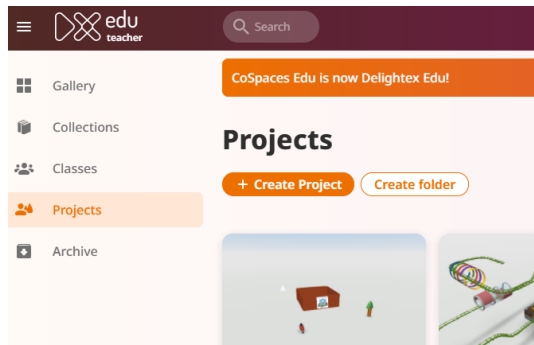 edu
teacher
Search
CoSpaces Edu is now Delightex Edu!
Gallery
Collections
Classes
Projects
Archive
Projects
+ Create Project
Create folder